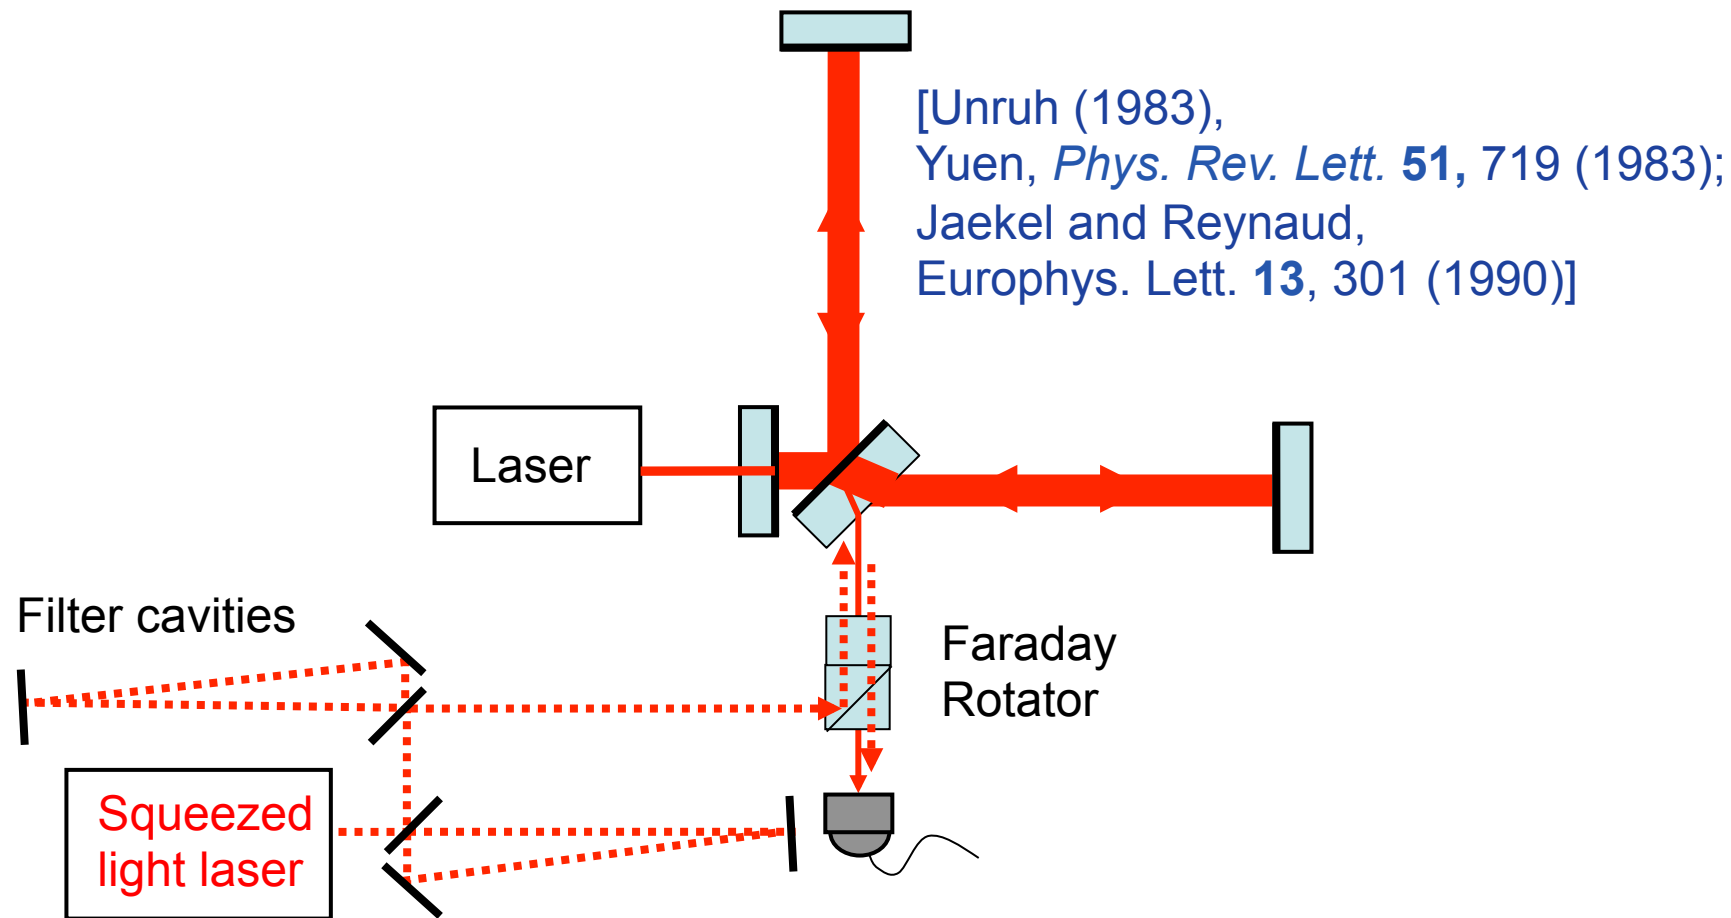 [Unruh (1983),
Yuen, Phys. Rev. Lett. 51, 719 (1983);
Jaekel and Reynaud,
Europhys. Lett. 13, 301 (1990)]
Laser
Filter cavities
Faraday
Rotator
Squeezed
light laser